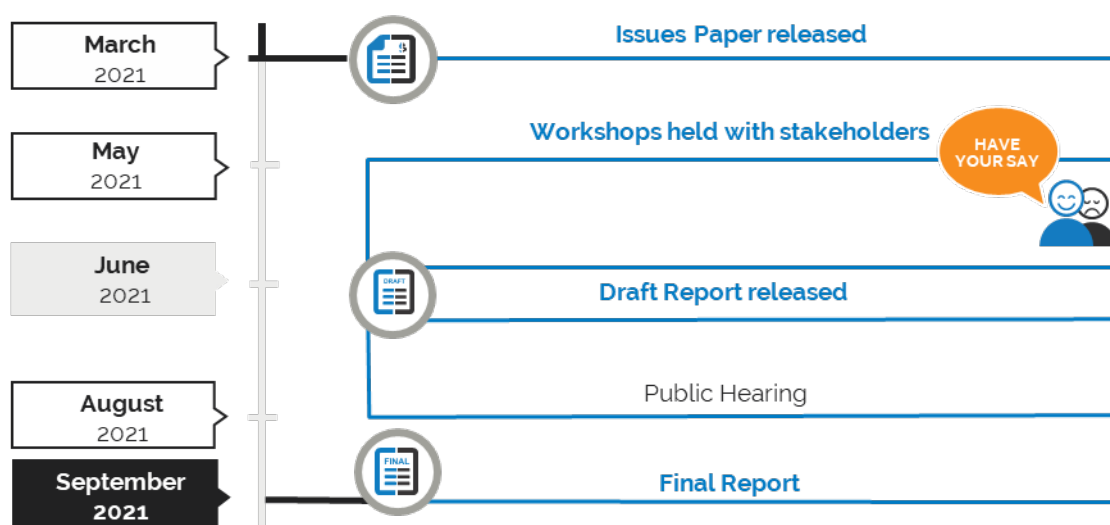 March
2021
Issues Paper released
$
May
2021
Workshops held with stakeholders
HAVE
YOUR SAY
June
2021
DRAFT
Draft Report released
August
2021
Public Hearing
September
2021
FINAL
Final Report